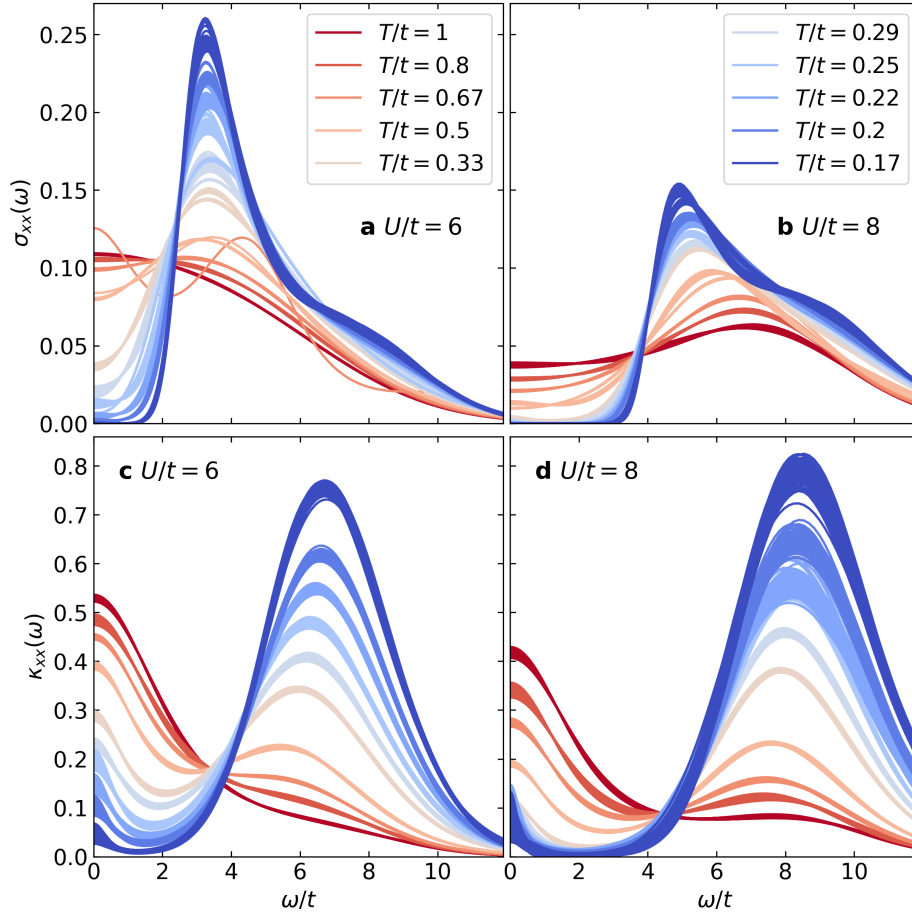 0.25
0.20
0.15
0.10
0.05
0.00
σxx(ω)
T/t = 1
T/t = 0.8
T/t = 0.67
T/t = 0.5
T/t = 0.33
a U/t = 6
T/t = 0.29
T/t = 0.25
T/t = 0.22
T/t = 0.2
T/t = 0.17
b U/t = 8
0.8
0.7
0.6
0.5
0.4
0.3
0.2
0.1
0.0
κxx(ω)
c U/t = 6
d U/t = 8
0 2 4 6 8 10
0 2 4 6 8 10
ω/t
ω/t